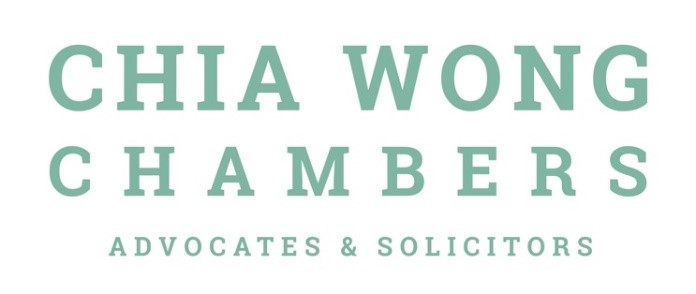 CHIA WONG
CHAMBERS
ADVOCATES & SOLICITORS